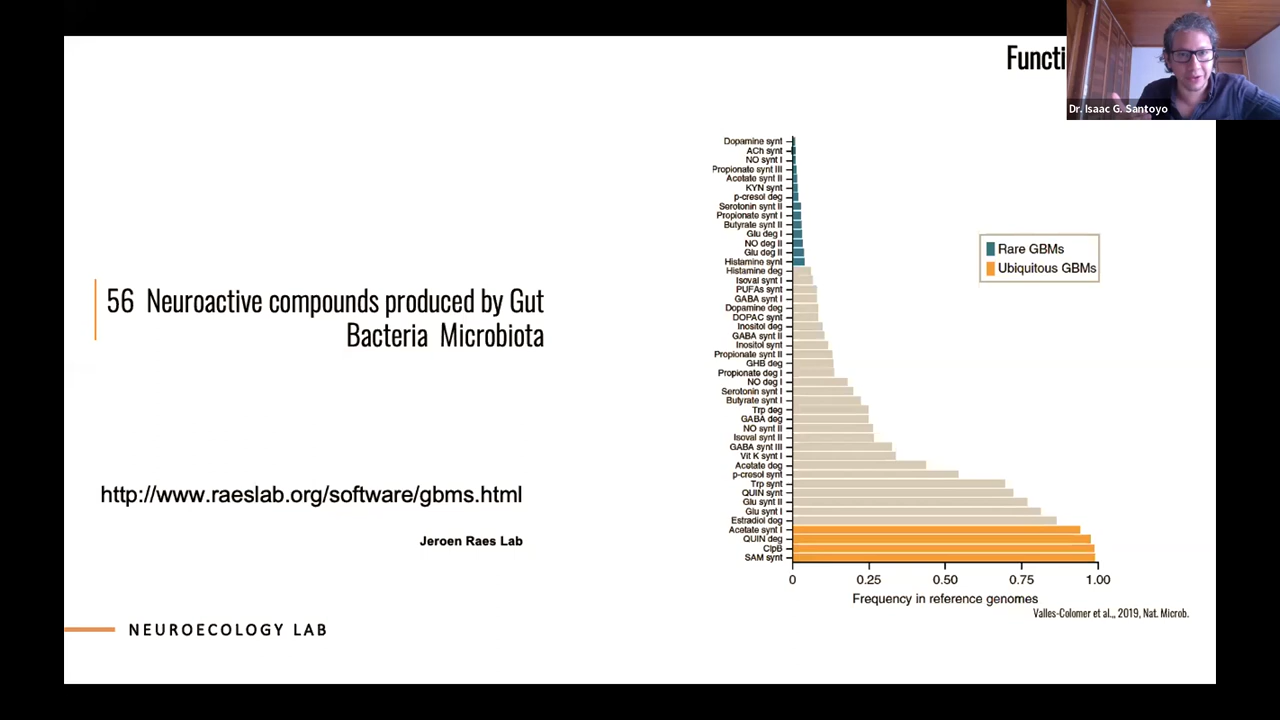 Functi
Dr. Isaac G. Santoyo
56 Neuroactive compounds produced by Gut
Bacteria Microbiota
http://www.raeslab.org/software/gbms.html
Jeroen Raes Lab
NEUROECOLOGY LAB
Dopamine synt
ACh synt
NO synt I
Propionate synt III
Acetate synt II
KYN synt
p-cresol deg
Serotonin synt II
Propionate synt I
Butyrate synt II
Glu deg I
NO deg II
Glu deg II
Histamine synt
Histamine deg
Isoval synt I
PUFAs synt
GABA synt I
Dopamine deg
DOPAC synt
Inositol deg
GABA synt II
Inositol synt
Propionate synt II
GHB deg
Propionate deg I
NO deg I
Serotonin synt I
Butyrate synt I
Trp deg
GABA deg
NO synt II
Isoval synt II
GABA synt III
Vit K synt I
Acetate deg
p-cresol synt
Trp synt
QUIN synt
Glu synt II
Glu synt I
Estradiol deg
Acetate synt I
QUIN deg
ClpB
SAM synt
Rare GBMs
Ubiquitous GBMs
0 0.25 0.50 0.75 1.00
Frequency in reference genomes
Valles-Colomer et al.,, 2019, Nat. Microb.